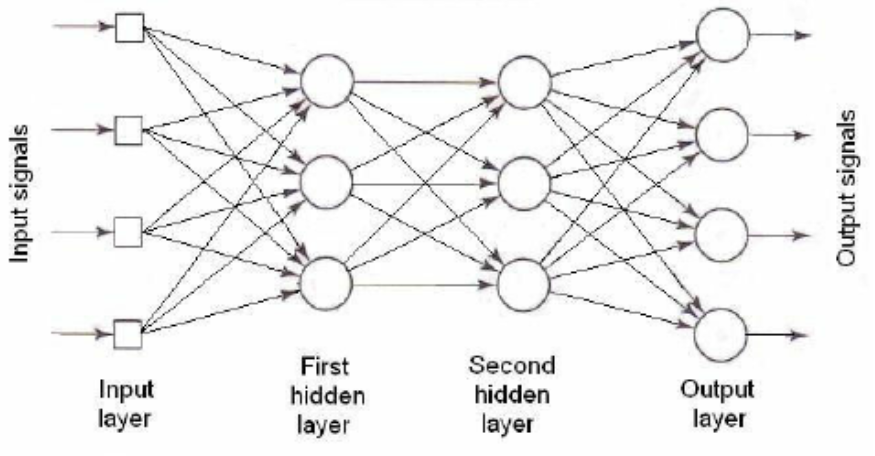 Input signals
Input
layer
First
hidden
layer
Second
hidden
layer
Output
layer
Output signals